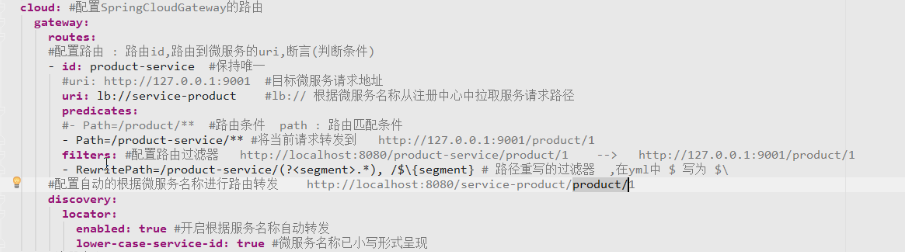 cloud: #配置SpringCloudGateway的路由
gateway:
routes:
#配置路由 : 路由id,路由到微服务的uri,断言(判断条件)
- id: product-service #保持唯一
#uri: http://127.0.0.1:9001 #目标微服务请求地址
uri: lb://service-product #lb:// 根据微服务名称从注册中心中拉取服务请求路径
predicates:
#- Path=/product/** #路由条件 path : 路由匹配条件
- Path=/product-service/** #将当前请求转发到 http://127.0.0.1:9001/product/1
filters: #配置路由过滤器 http://localhost:8080/product-service/product/1 --> http://127.0.0.1:9001/product/1
- RewritePath=/product-service/(?<segment>.*), /$\{segment} # 路径重写的过滤器 ,在yml中 $ 写为 $\
#配置自动的根据微服务名称进行路由转发 http://localhost:8080/service-product/product/1
discovery:
locator:
enabled: true #开启根据服务名称自动转发
lower-case-service-id: true #微服务名称已小写形式呈现